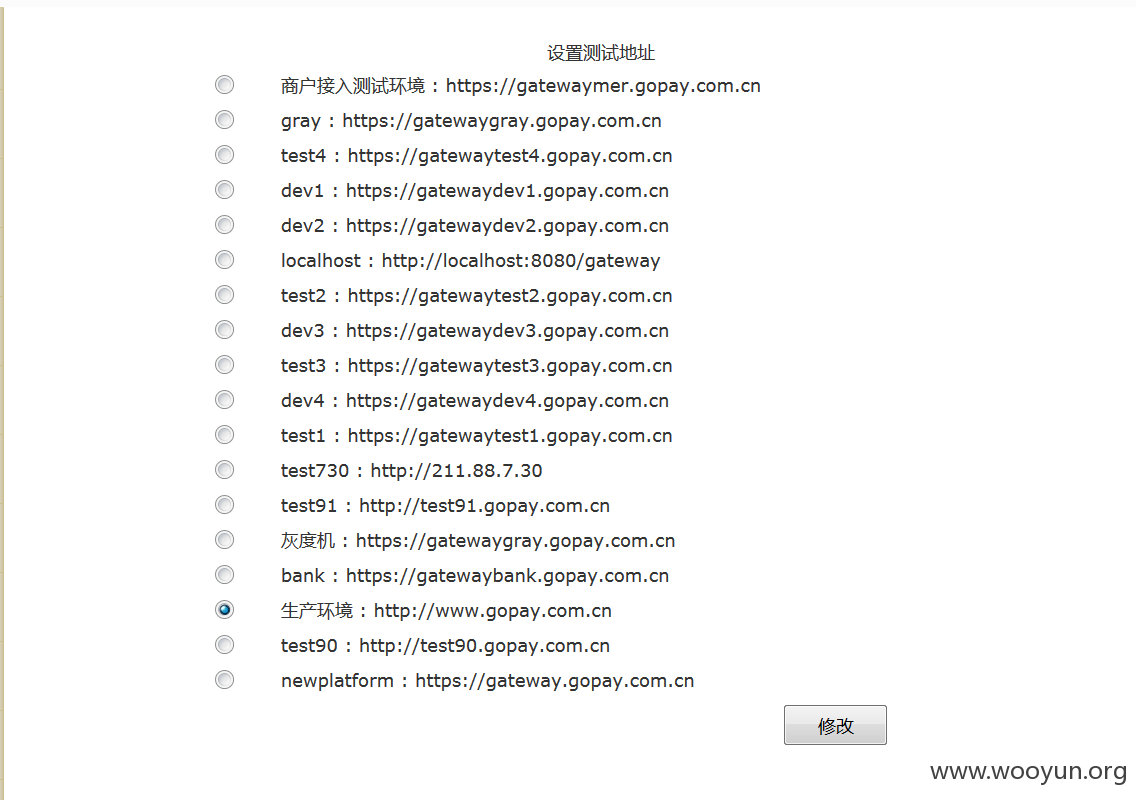 设置测试地址
商户接入测试环境：https://gatewaymer.gopay.com.cn
gray：https://gatewaygray.gopay.com.cn
test4：https://gatewaytest4.gopay.com.cn
dev1：https://gatewaydev1.gopay.com.cn
dev2：https://gatewaydev2.gopay.com.cn
localhost：http://localhost:8080/gateway
test2：https://gatewaytest2.gopay.com.cn
dev3：https://gatewaydev3.gopay.com.cn
test3：https://gatewaytest3.gopay.com.cn
dev4：https://gatewaydev4.gopay.com.cn
test1：https://gatewaytest1.gopay.com.cn
test730：http://211.88.7.30
test91：http://test91.gopay.com.cn
灰度机：https://gatewaygray.gopay.com.cn
bank：https://gatewaybank.gopay.com.cn
生产环境：http://www.gopay.com.cn
test90：http://test90.gopay.com.cn
newplatform：https://gateway.gopay.com.cn
修改
www.wooyun.org